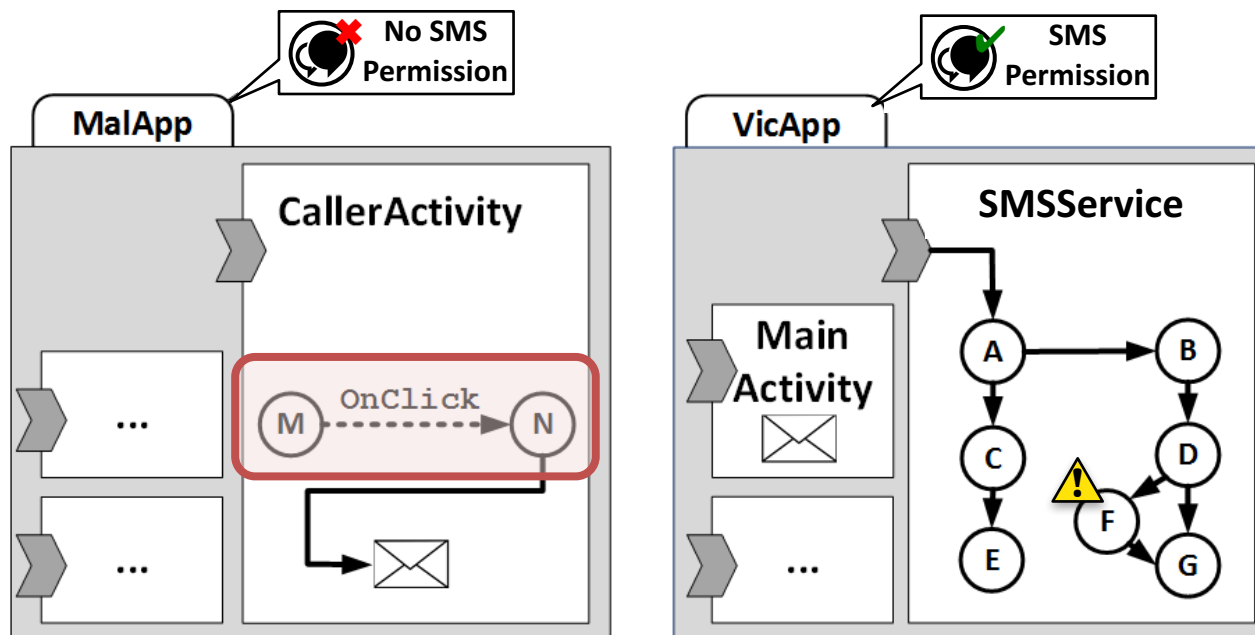 No SMS
Permission
MalApp
CallerActivity
...
M
OnClick
N
...
SMS
Permission
VicApp
SMSService
Main
Activity
...
A
B
C
D
F
E
G